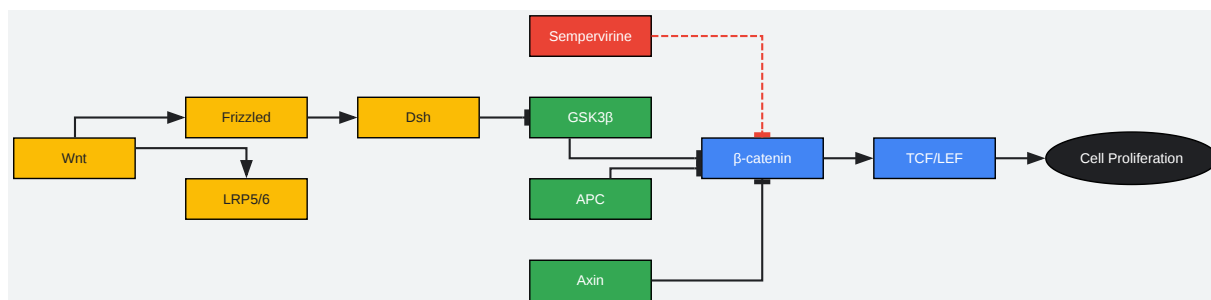 Sempervirine
Frizzled
Dsh
GSK3β
Wnt
β-catenin
TCF/LEF
Cell Proliferation
LRP5/6
APC
Axin